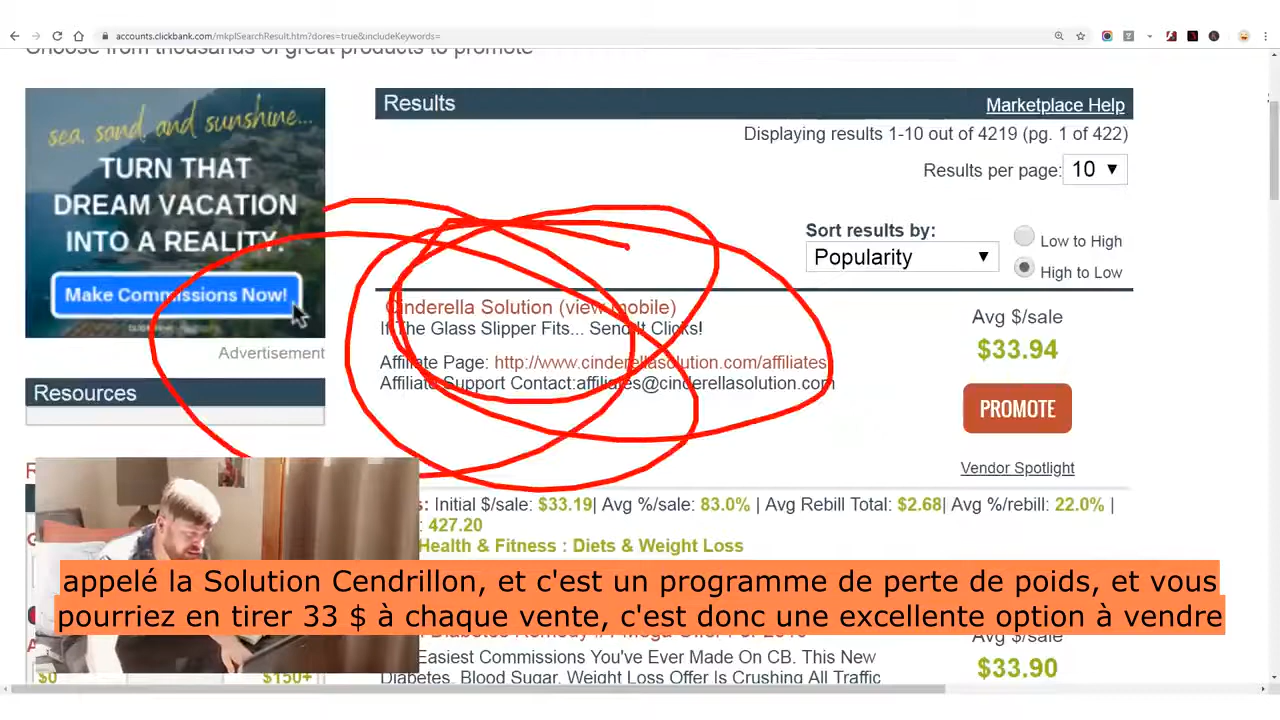 accounts.clickbank.com/mkplSearchResult.htm?dores=true&includeKeywords=
Choose from thousands of great products to promote
sea, sand, and sunshine...
TURN THAT
DREAM VACATION
INTO A REALITY.
Make Commissions Now!
Advertisement
Resources
Results
Marketplace Help
Displaying results 1-10 out of 4219 (pg. 1 of 422)
Results per page: 10
Sort results by:
Popularity
Low to High
High to Low
Cinderella Solution (view mobile)
If The Glass Slipper Fits... Send It Clicks!
Affiliate Page: http://www.cinderellasolution.com/affiliates
Affiliate Support Contact:affiliates@cinderellasolution.com
Avg $/sale
$33.94
PROMOTE
Vendor Spotlight
Initial $/sale: $33.19| Avg %/sale: 83.0% | Avg Rebill Total: $2.68| Avg %/rebill: 22.0% |
427.20
Health & Fitness : Diets & Weight Loss
appelé la Solution Cendrillon, et c'est un programme de perte de poids, et vous
pourriez en tirer 33 $ à chaque vente, c'est donc une excellente option à vendre
Avg $/sale
$33.90
Easiest Commissions You've Ever Made On CB. This New
Diabetes, Blood Sugar, Weight Loss Offer Is Crushing All Traffic
$0
$150+